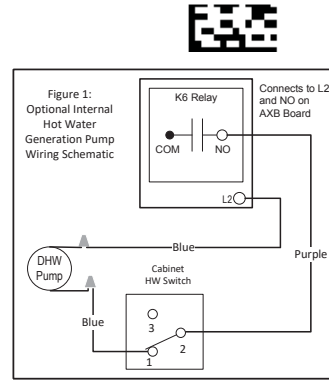 Figure 1:
Optional Internal
Hot Water
Generation Pump
Wiring Schematic
K6 Relay
COM
NO
L2
Connects to L2
and NO on
AXB Board
Blue
Purple
DHW
Pump
Cabinet
HW Switch
Blue
3
2
1